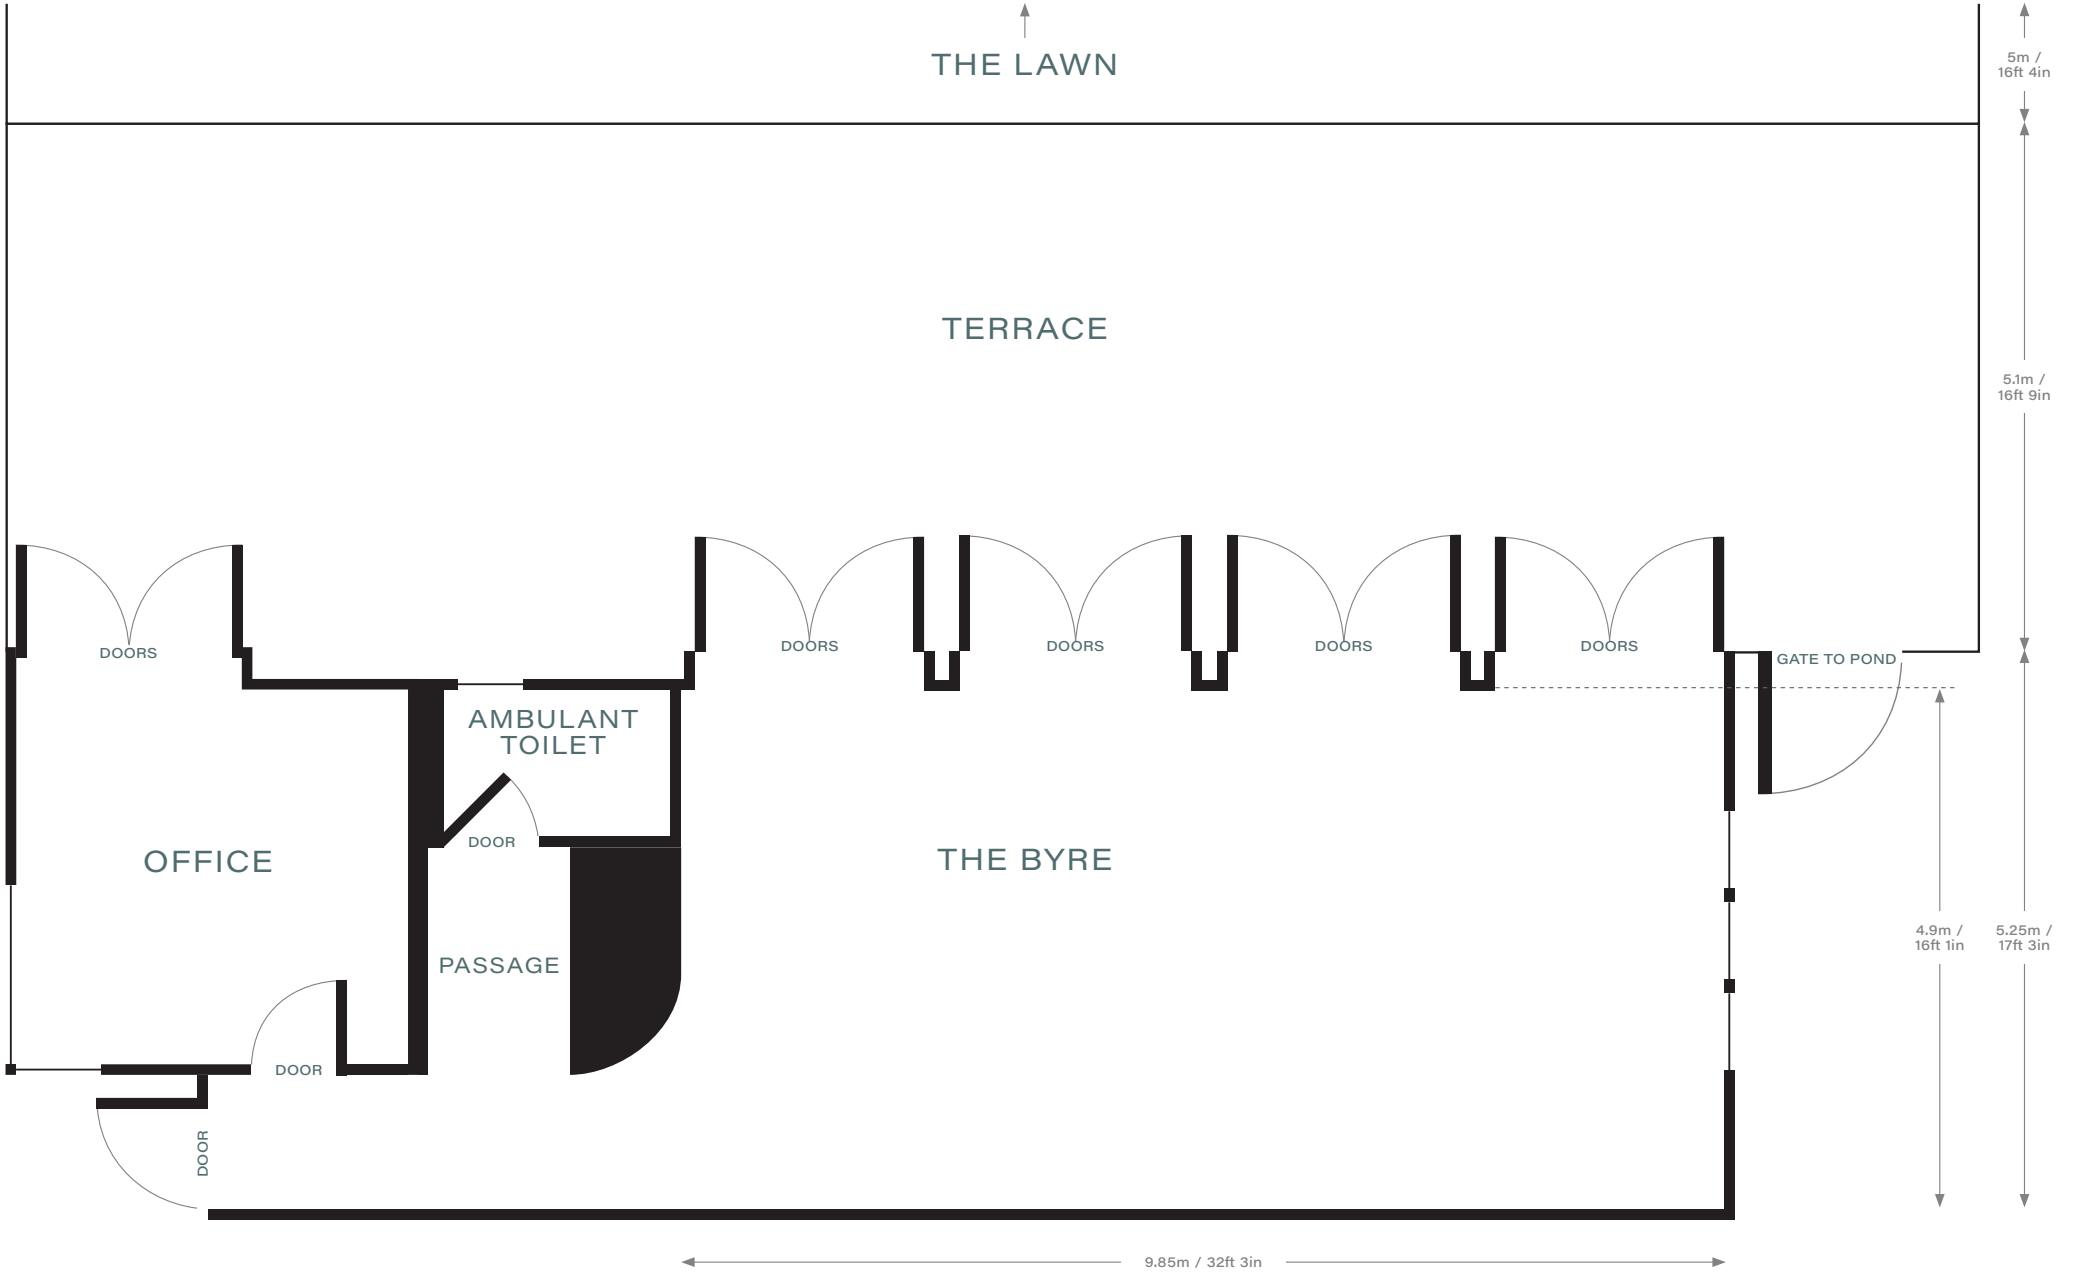 THE LAWN
5m /
16ft 4in
TERRACE
5.1m /
16ft 9in
DOORS
DOORS
DOORS
DOORS
DOORS
GATE TO POND
AMBULANT
TOILET
DOOR
OFFICE
THE BYRE
PASSAGE
4.9m /
16ft 1in
5.25m /
17ft 3in
DOOR
DOOR
9.85m / 32ft 3in